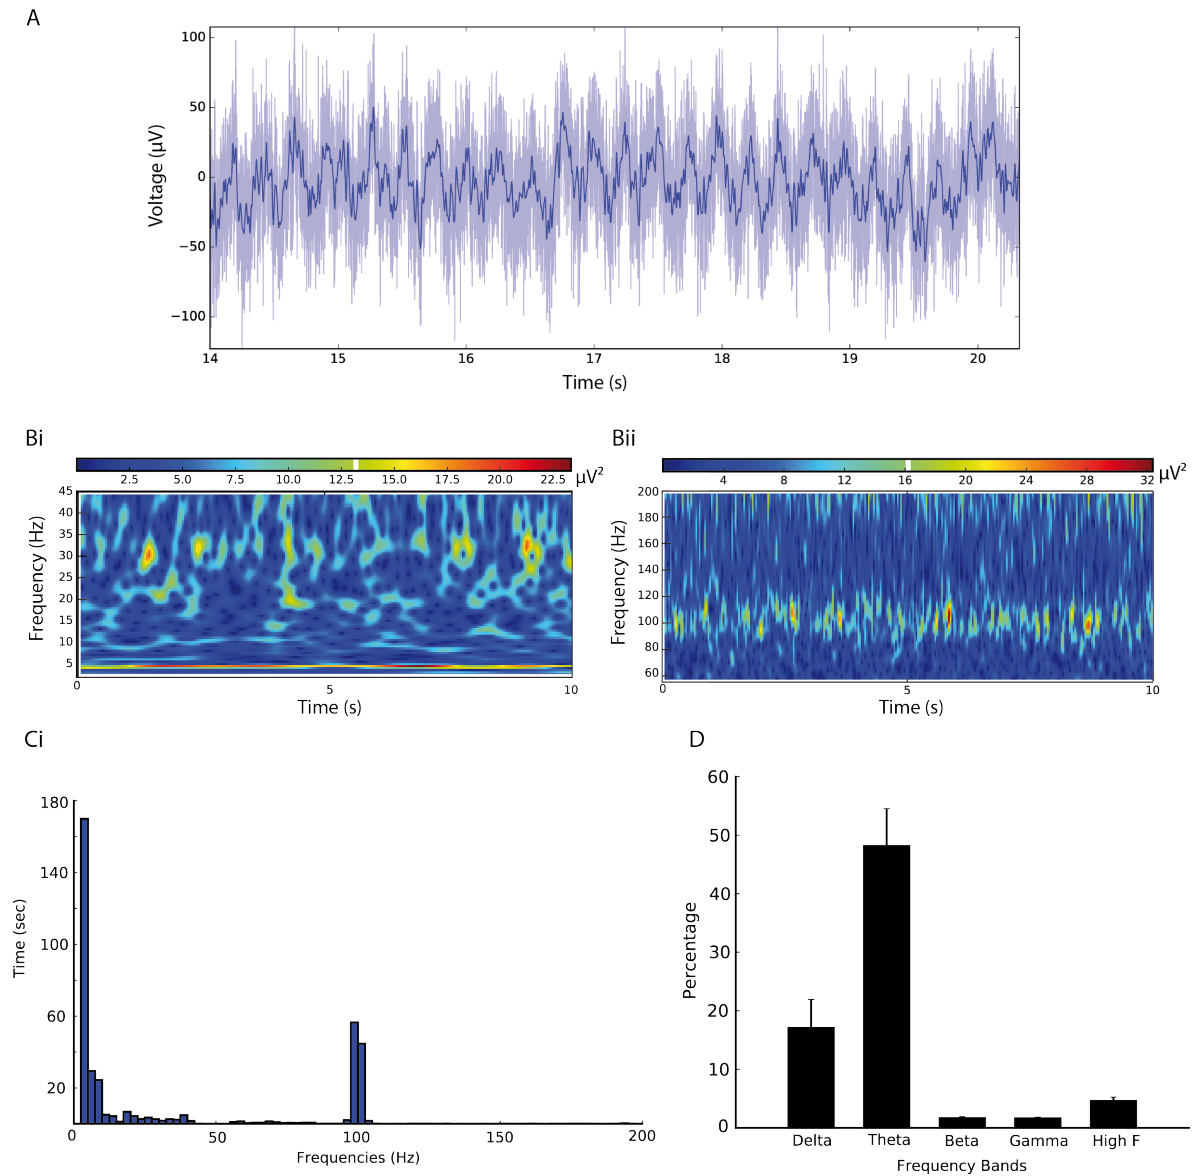 A
100
50
0
−50
−100
Voltage (µV)
14 15 16 17 18 19 20
Time (s)
Bi
2.5 5.0 7.5 10.0 12.5 15.0 17.5 20.0 22.5 µV²
45
40
35
30
25
20
15
10
5
Frequency (Hz)
0 5 10
Time (s)
Bii
4 8 12 16 20 24 28 32 µV²
200
180
160
140
120
100
80
60
Frequency (Hz)
0 5 10
Time (s)
Ci
180
140
100
60
20
Time (sec)
0 50 100 150 200
Frequencies (Hz)
D
60
50
40
30
20
10
0
Percentage
Delta Theta Beta Gamma High F
Frequency Bands